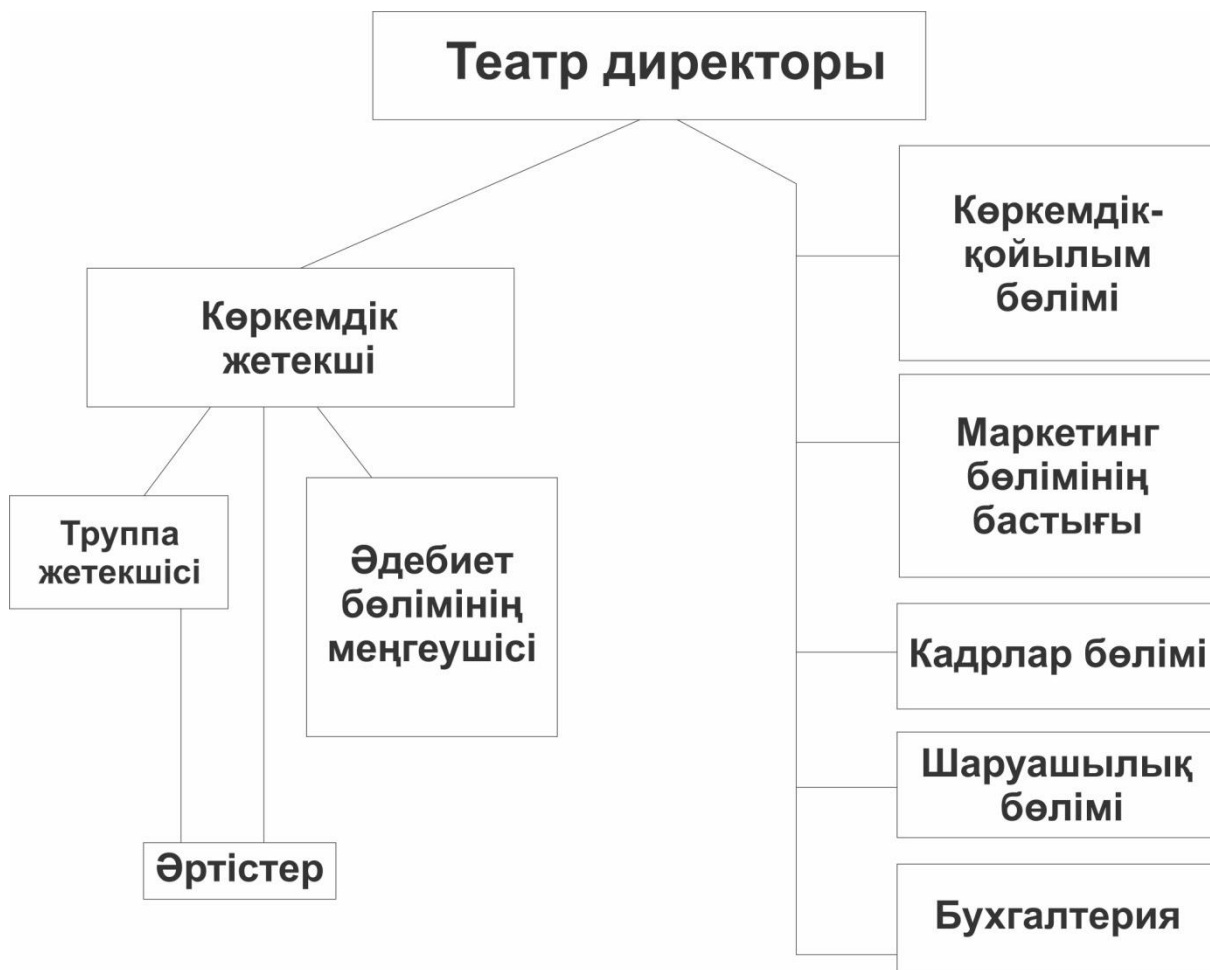 Театр директоры
Көркемдік
жетекші
Труппа
жетекшісі
Әдебиет
бөлімінің
меңгеушісі
Әртістер
Көркемдік-
қойылым
бөлімі
Маркетинг
бөлімінің
бастығы
Кадрлар бөлімі
Шаруашылық
бөлімі
Бухгалтерия